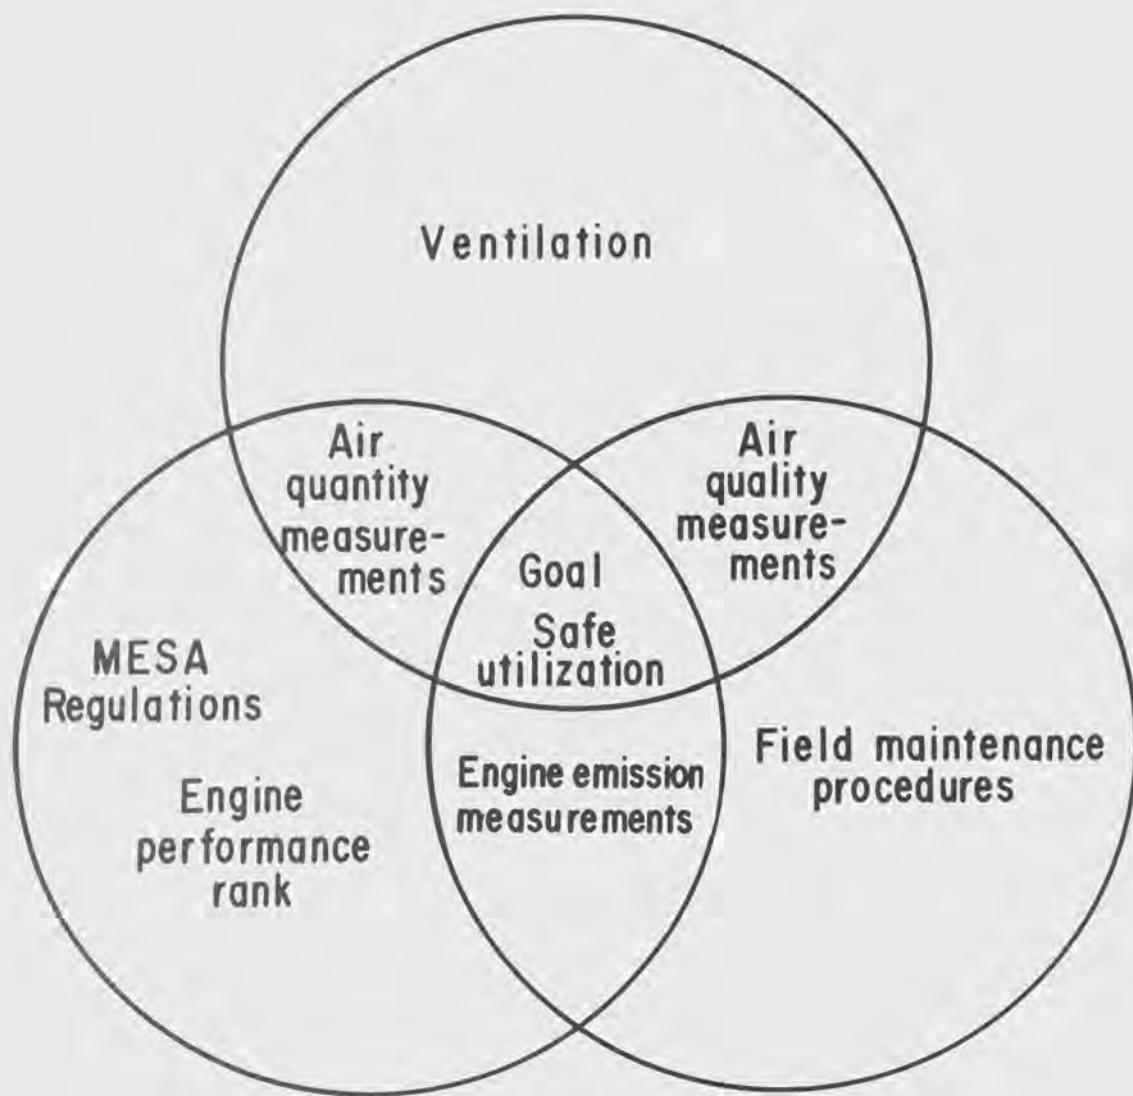 Ventilation
Air
quantity
measure-
ments
Air
quality
measure-
ments
Goal
Safe
utilization
MESA
Regulations
Engine
performance
rank
Engine emission
measurements
Field maintenance
procedures